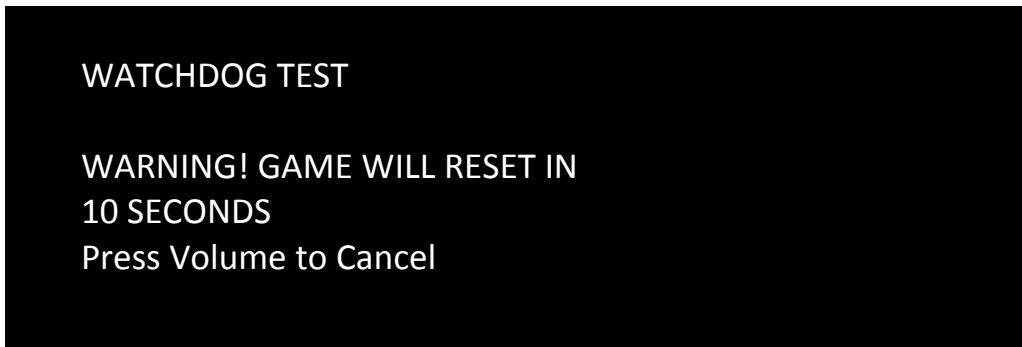 WATCHDOG TEST
WARNING! GAME WILL RESET IN
10 SECONDS
Press Volume to Cancel